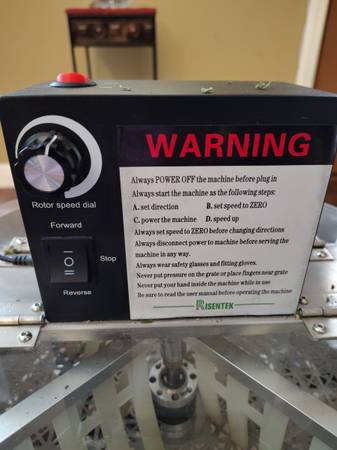 WARNING
Always POWER OFF the machine before plug in
Always start the machine as the following steps:
A. set direction B. set speed to ZERO
C. power the machine D. speed up
Always set speed to ZERO before changing directions
Always disconnect power to machine before serving the
machine in any way.
Always wear safety glasses and fitting gloves.
Never put pressure on the grate or place fingers near grate
Never put your hand inside the machine while in use
Be sure to read the user manual before operating the machine
RISENTEK
Rotor speed dial
Forward
Stop
Reverse